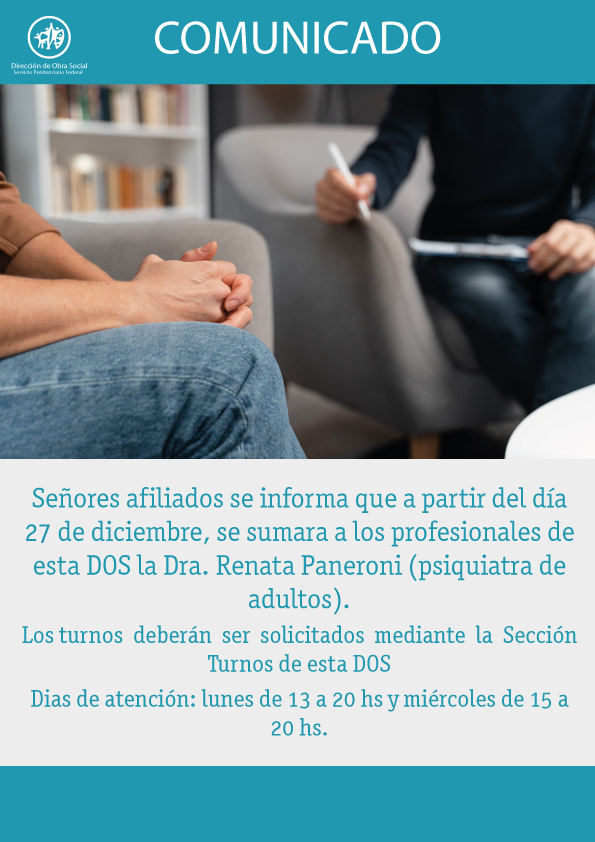 COMUNICADO
Dirección de Obra Social
Servicio Penitenciario Federal
Señores afiliados se informa que a partir del día
27 de diciembre, se sumara a los profesionales de
esta DOS la Dra. Renata Paneroni (psiquiatra de
adultos).
Los turnos deberán ser solicitados mediante la Sección
Turnos de esta DOS
Dias de atención: lunes de 13 a 20 hs y miércoles de 15 a
20 hs.